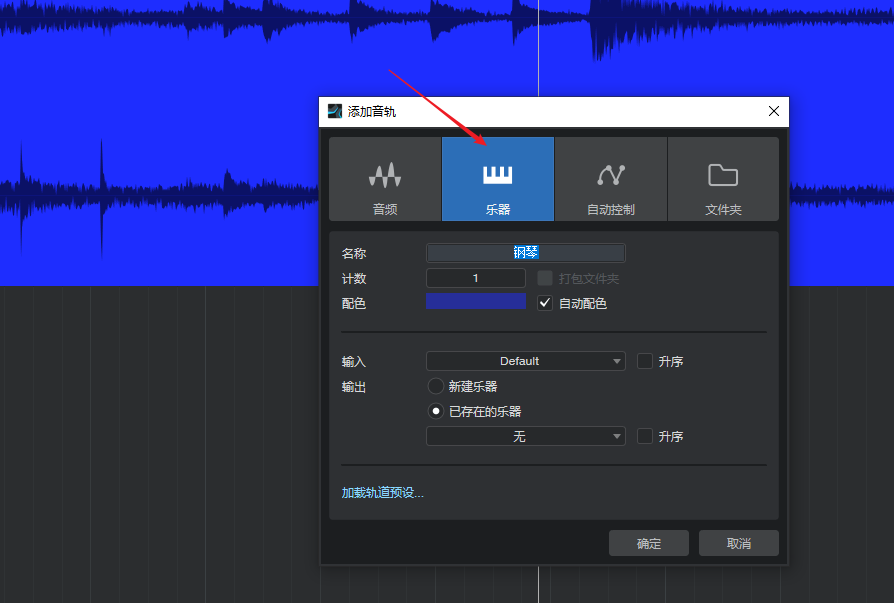 添加音轨
音频 乐器 自动控制 文件夹
名称 钢琴
计数 1 打包文件夹
配色 自动配色
输入 Default 升序
输出 新建乐器
已存在的乐器
无 升序
加载轨道预设...
确定 取消